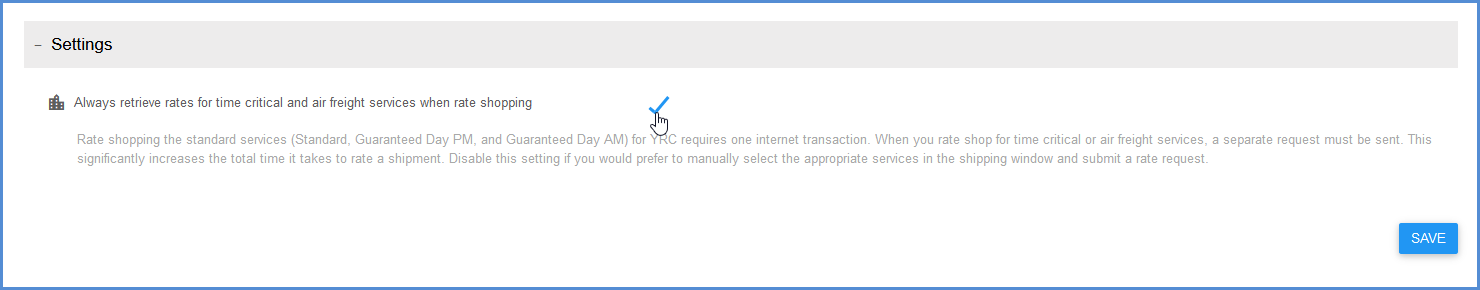 – Settings
Always retrieve rates for time critical and air freight services when rate shopping
Rate shopping the standard services (Standard, Guaranteed Day PM, and Guaranteed Day AM) for YRC requires one internet transaction. When you rate shop for time critical or air freight services, a separate request must be sent. This
significantly increases the total time it takes to rate a shipment. Disable this setting if you would prefer to manually select the appropriate services in the shipping window and submit a rate request.
SAVE